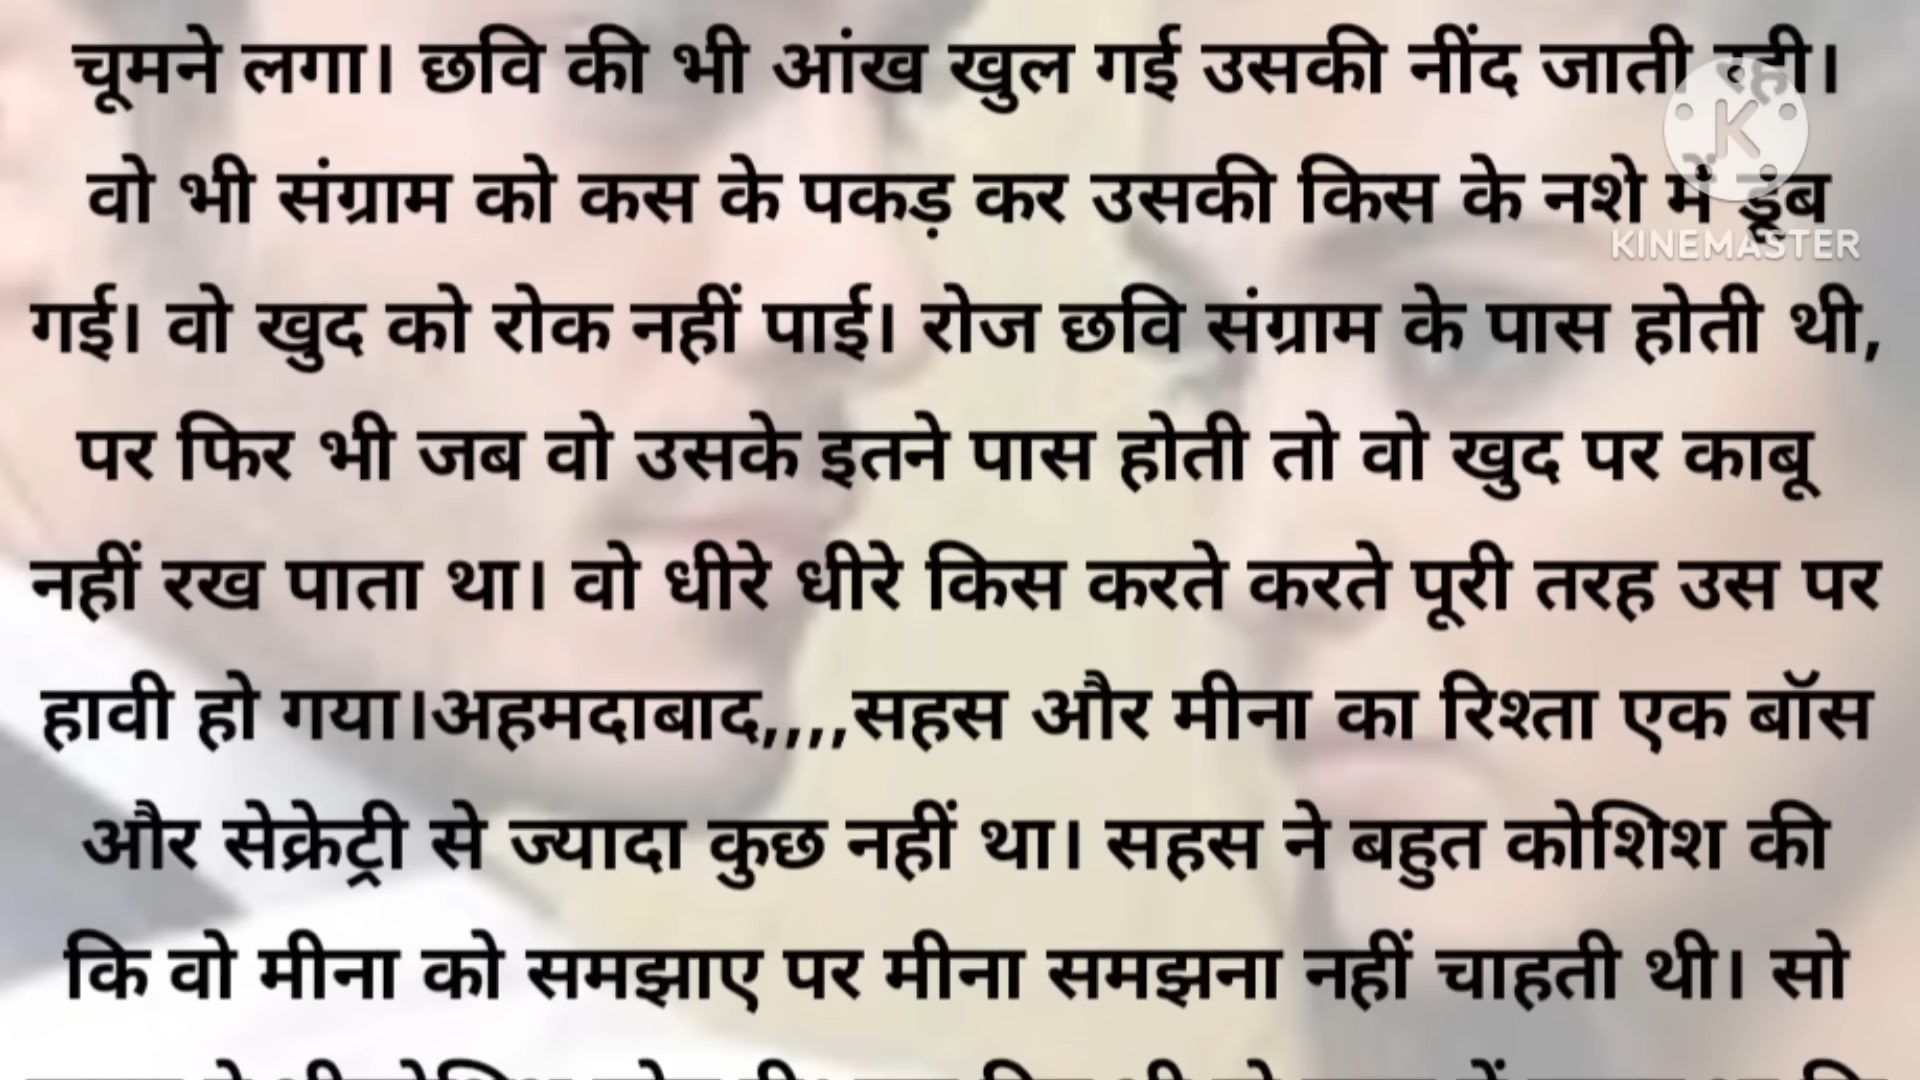 चूमने लगा। छवि की भी आंख खुल गई उसकी नींद जाती रही।
वो भी संग्राम को कस के पकड़ कर उसकी किस के नशे में डूब
KINEMASTER
गई। वो खुद को रोक नहीं पाई। रोज छवि संग्राम के पास होती थी,
पर फिर भी जब वो उसके इतने पास होती तो वो खुद पर काबू
नहीं रख पाता था। वो धीरे धीरे किस करते करते पूरी तरह उस पर
हावी हो गया।अहमदाबाद,,,,सहस और मीना का रिश्ता एक बॉस
और सेक्रेट्री से ज्यादा कुछ नहीं था। सहस ने बहुत कोशिश की
कि वो मीना को समझाए पर मीना समझना नहीं चाहती थी। सो